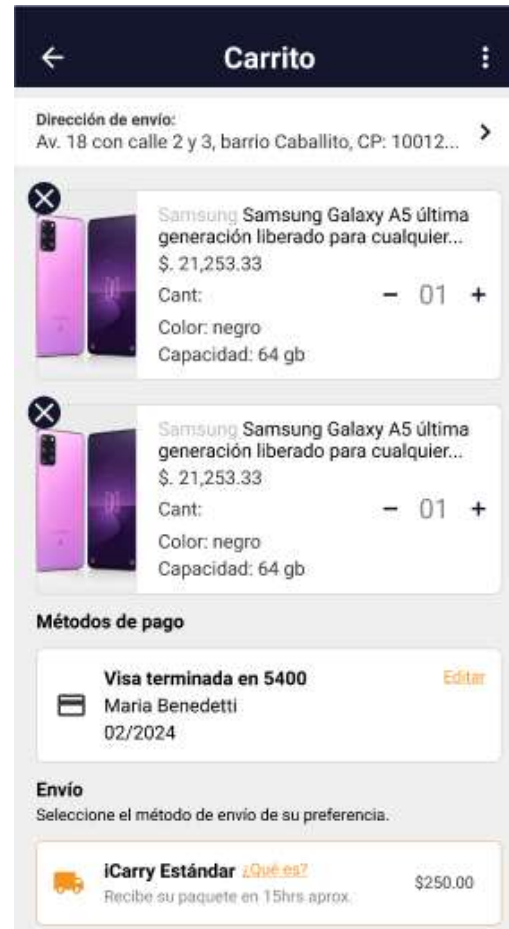 Carrito
Dirección de envío:
Av. 18 con calle 2 y 3, barrio Caballito, CP: 10012...
Samsung Samsung Galaxy A5 última
generación liberado para cualquier...
$. 21,253.33
Cant: - 01 +
Color: negro
Capacidad: 64 gb
Samsung Samsung Galaxy A5 última
generación liberado para cualquier...
$. 21,253.33
Cant: - 01 +
Color: negro
Capacidad: 64 gb
Métodos de pago
Visa terminada en 5400 Editar
Maria Benedetti
02/2024
Envío
Seleccione el método de envío de su preferencia.
iCarry Estándar ¿Qué es? $250.00
Recibe su paquete en 15hrs aprox.